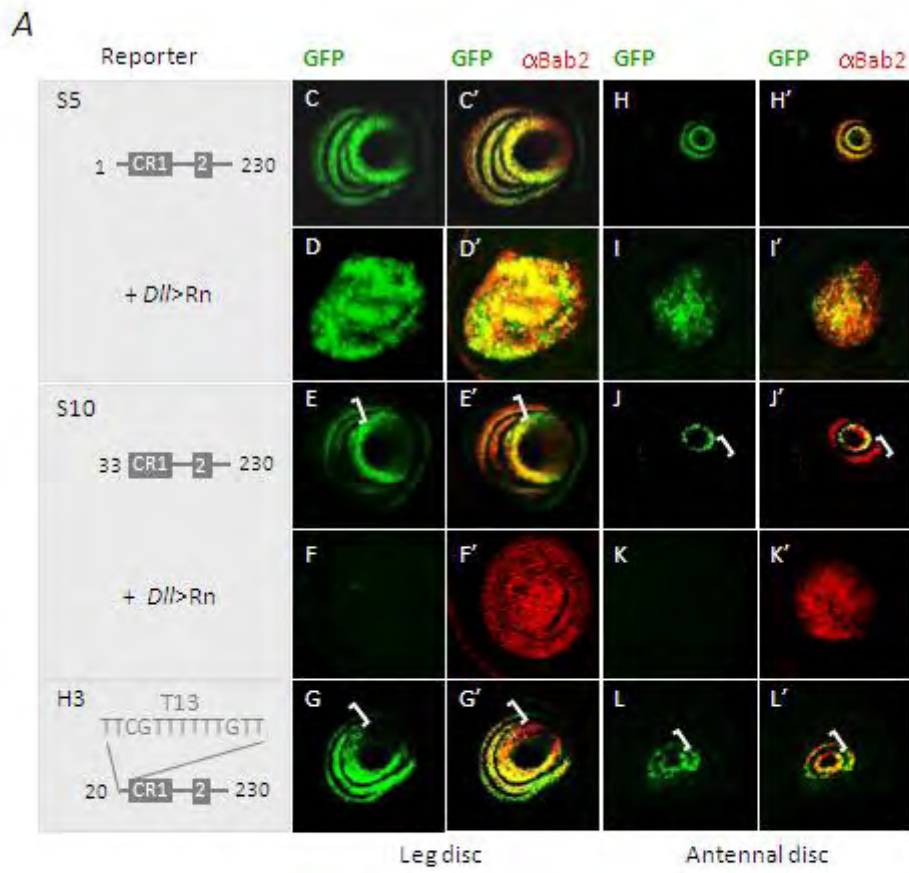 A
Reporter GFP GFP αBab2 GFP GFP αBab2
S5 C C' H H'
1 CR1 2 230
D D' I I'
+ Dll>Rn
S10 E E' J J'
33 CR1 2 230
F F' K K'
+ Dll>Rn
H3 G G' L L'
T13
TTCGTTTTTTGTT
20 CR1 2 230
Leg disc Antennal disc